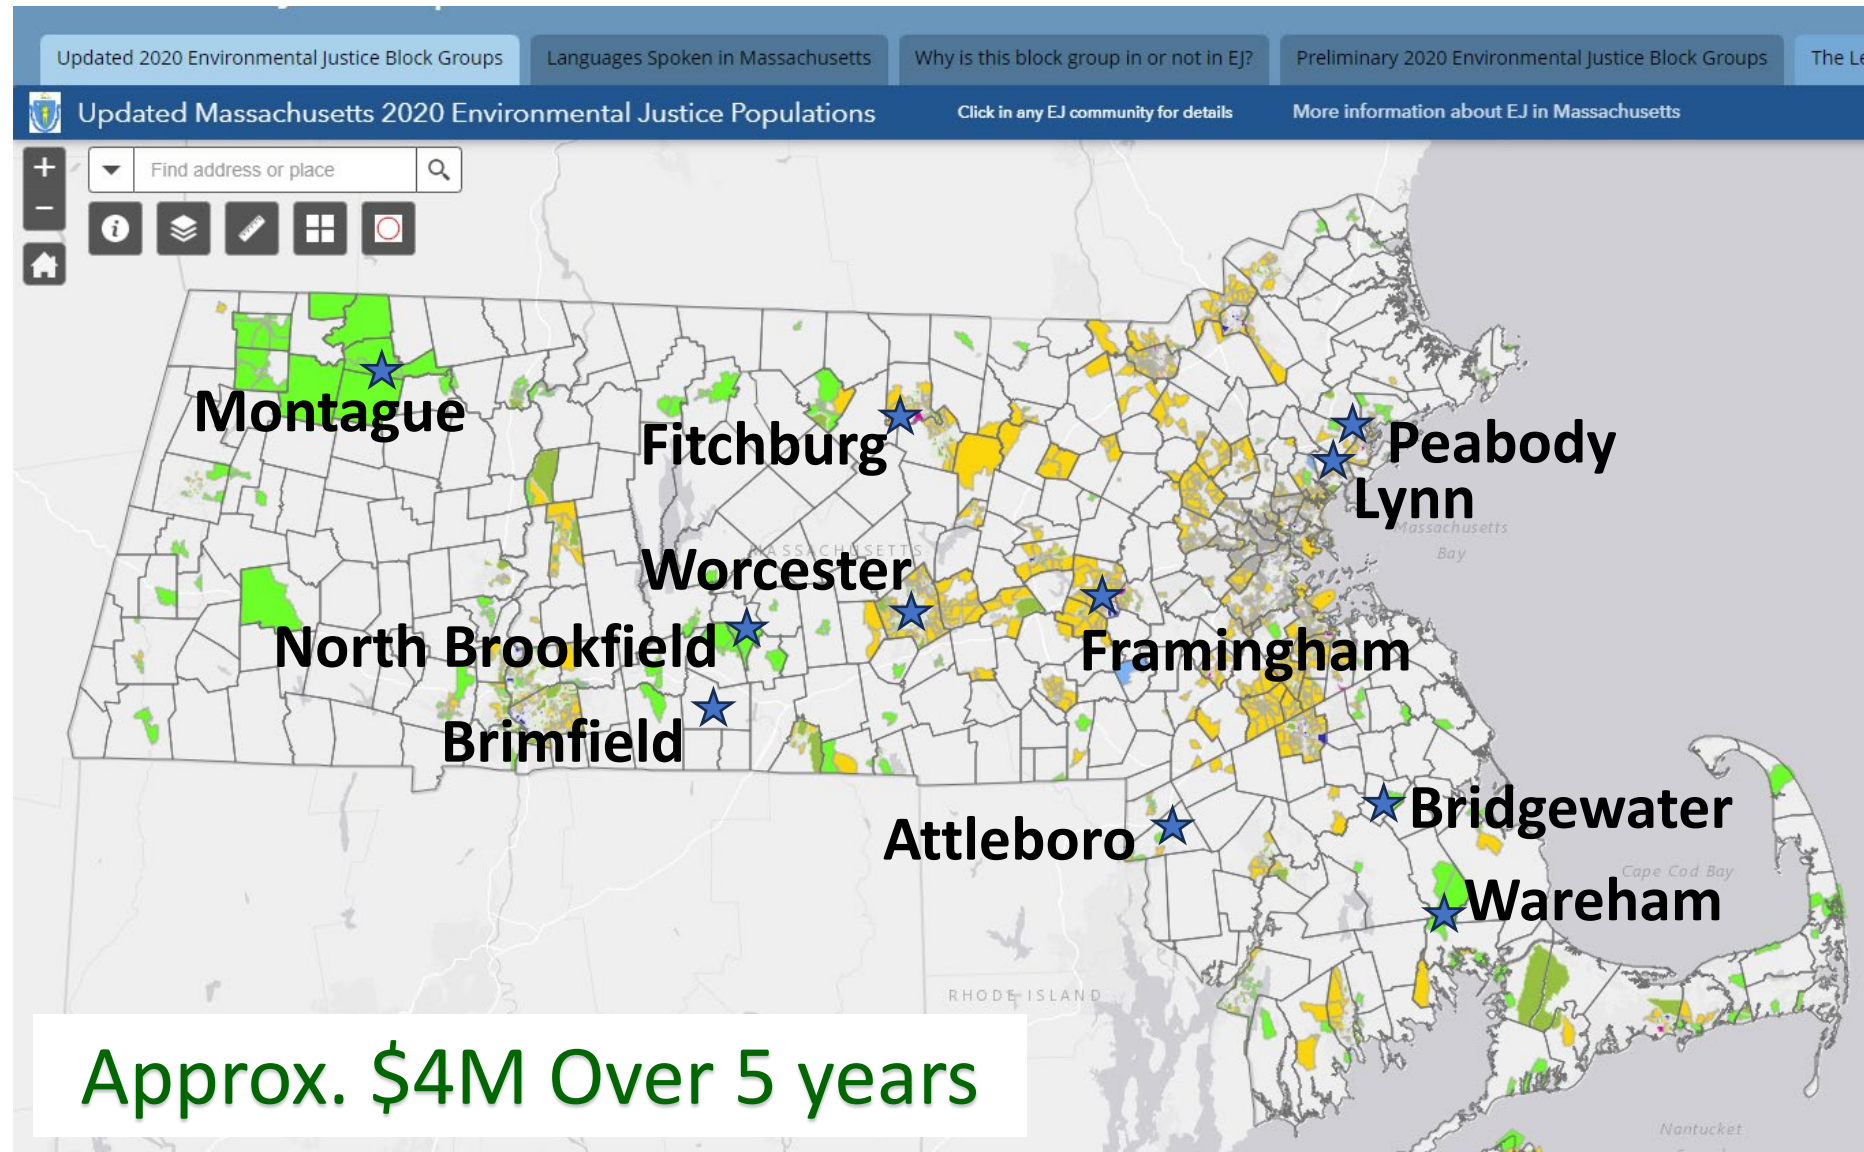 Updated 2020 Environmental Justice Block Groups
Languages Spoken in Massachusetts
Why is this block group in or not in EJ?
Preliminary 2020 Environmental Justice Block Groups
The Le
Updated Massachusetts 2020 Environmental Justice Populations
Click in any EJ community for details
More information about EJ in Massachusetts
Find address or place
Montague
Fitchburg
Peabody
Lynn
Massachusetts
Bay
MASSACHUSETTS
Worcester
North Brookfield
Framingham
Brimfield
Bridgewater
Attleboro
Cape Cod Bay
Wareham
RHODE ISLAND
Approx. $4M Over 5 years
Nantucket